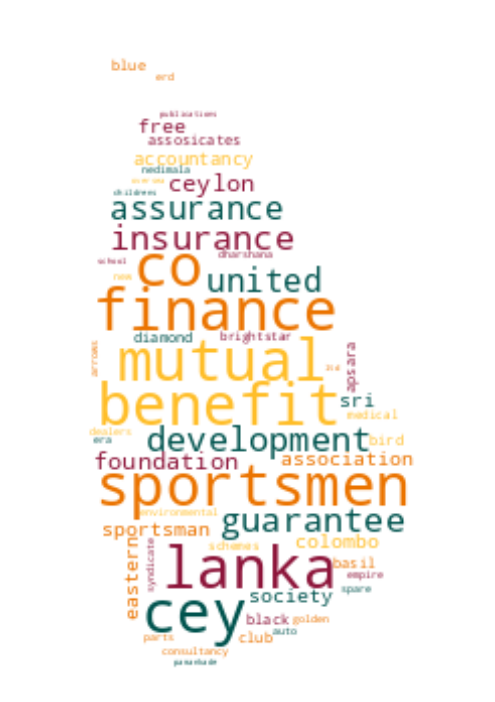 blue
erd
publications
free
assosicates
accountancy
nedimala
ceylon
childrens
assurance
insurance
dharshana
school
co
united
new
finance
diamond
brightstar
arrows
mutual
ltd
apsara
benefit
sri
medical
dealers
era
development
bird
foundation
association
sportsmen
environmental
guarantee
sportsman
eastern
syndicate
schemes
colombo
lanka
basil
empire
spare
society
cey
black
golden
auto
parts
club
consultancy